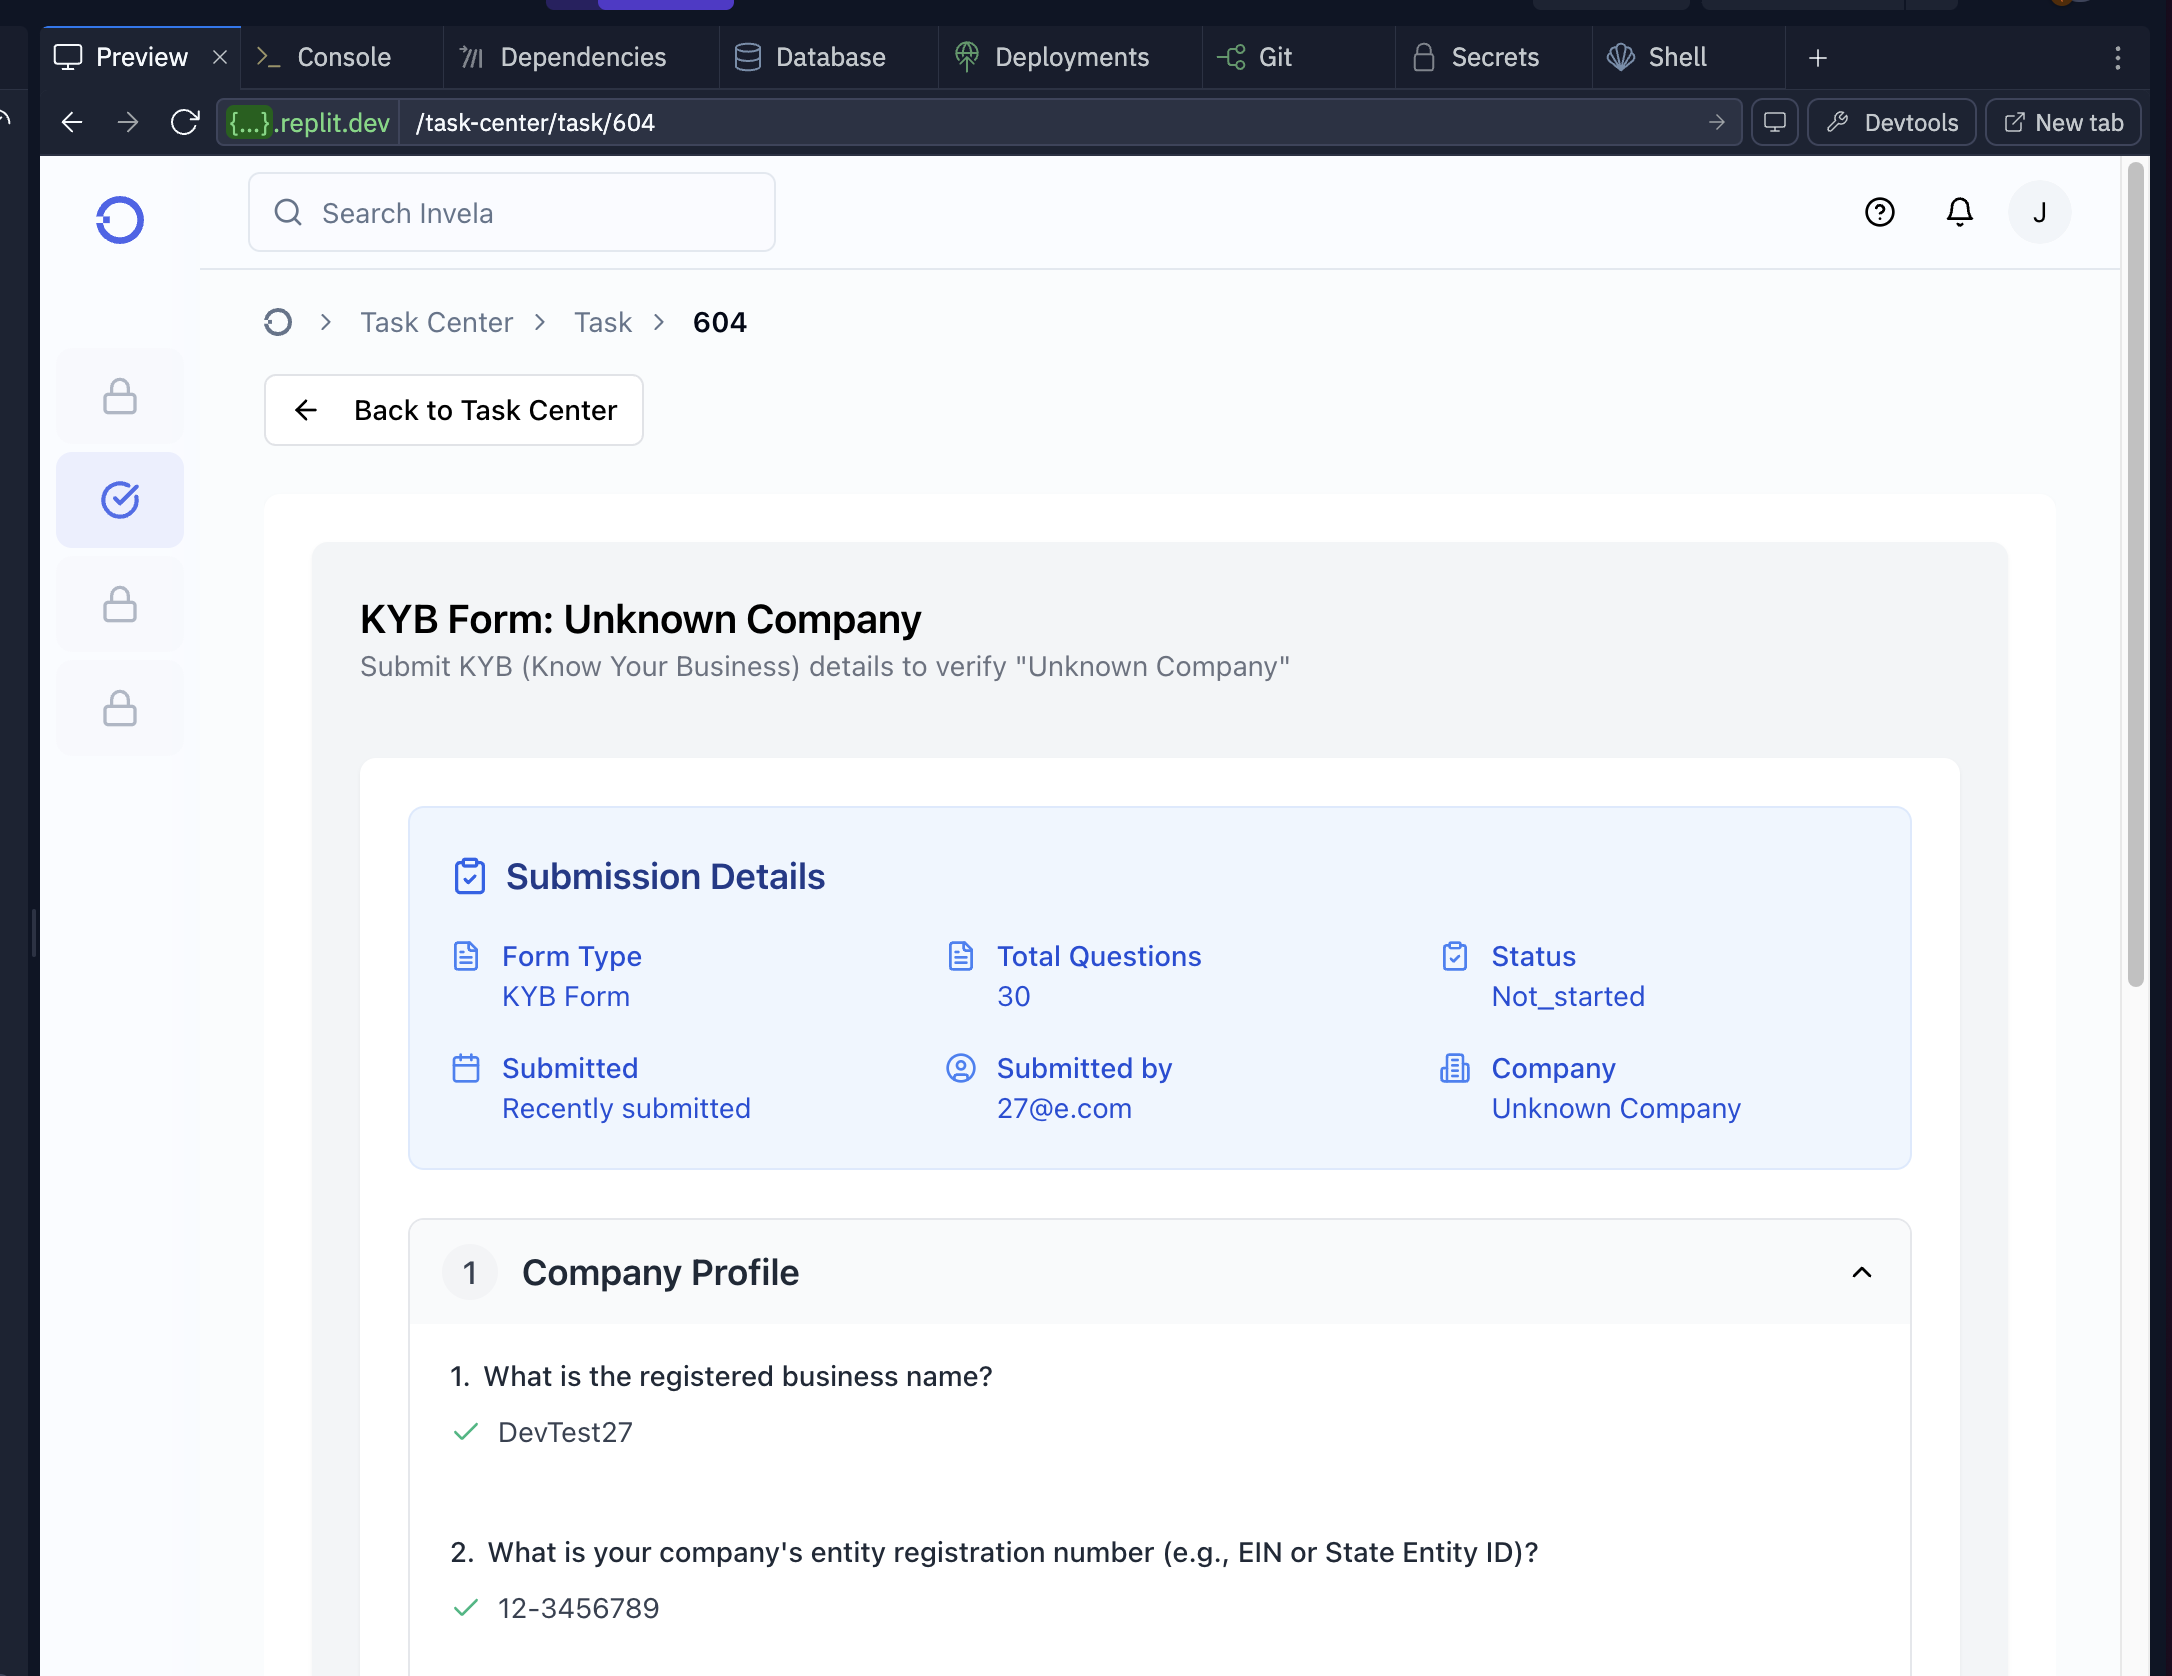 Preview
Console
Dependencies
Database
Deployments
Git
Secrets
Shell
{...}.replit.dev /task-center/task/604
Devtools
New tab
Search Invela
J
Task Center > Task > 604
Back to Task Center
KYB Form: Unknown Company
Submit KYB (Know Your Business) details to verify "Unknown Company"
Submission Details
Form Type
KYB Form
Total Questions
30
Status
Not_started
Submitted
Recently submitted
Submitted by
27@e.com
Company
Unknown Company
1 Company Profile
1. What is the registered business name?
DevTest27
2. What is your company's entity registration number (e.g., EIN or State Entity ID)?
12-3456789